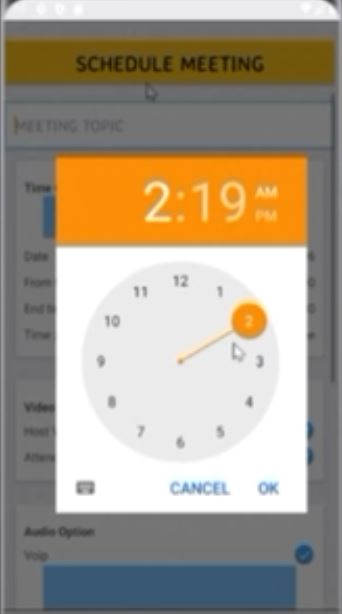 SCHEDULE MEETING
MEETING TOPIC
Time
2:19 AM PM
Date
From
End
Time
12
11 1
10 2
9 3
8 4
7 5
6
Video
Host
Atten
CANCEL OK
Audio Option
Voip